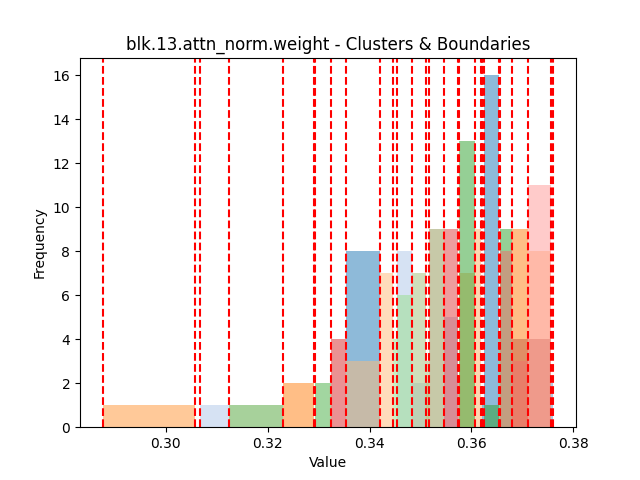 blk.13.attn_norm.weight - Clusters & Boundaries
16
14
12
10
8
6
4
2
0
Frequency
0.30 0.32 0.34 0.36 0.38
Value